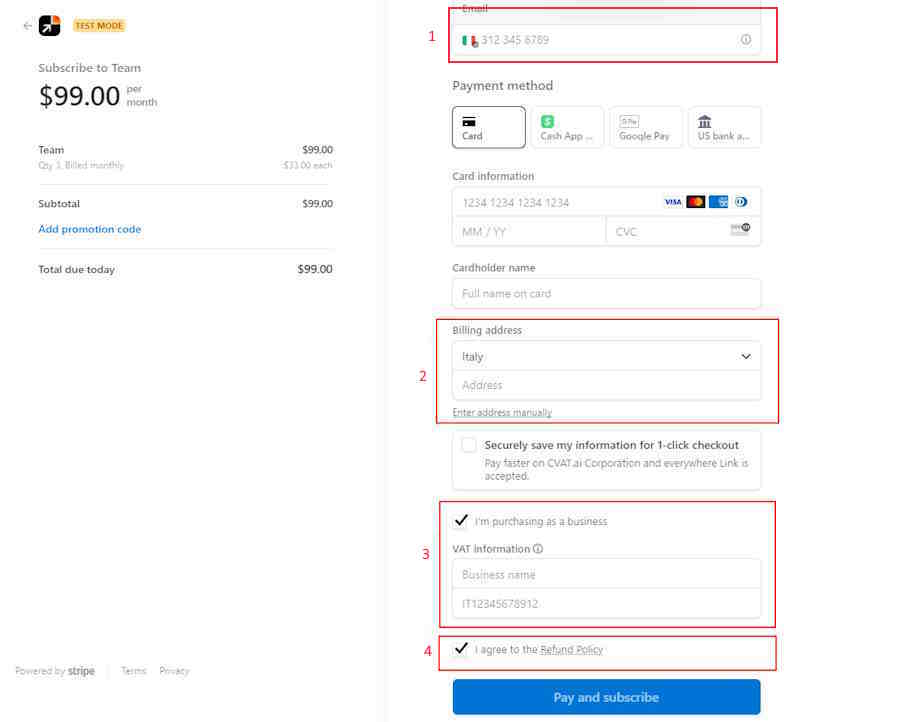 TEST MODE
Subscribe to Team
$99.00 per
month
Team $99.00
Qty 3, Billed monthly $33.00 each
Subtotal $99.00
Add promotion code
Total due today $99.00
Powered by stripe Terms Privacy
Email
1
312 345 6789
Payment method
Card
Cash App ...
G Pay
Google Pay
US bank a...
Card information
1234 1234 1234 1234 VISA
MM / YY CVC
Cardholder name
Full name on card
2
Billing address
Italy
Address
Enter address manually
Securely save my information for 1-click checkout
Pay faster on CVAT.ai Corporation and everywhere Link is
accepted.
3
I'm purchasing as a business
VAT information
Business name
IT12345678912
4
I agree to the Refund Policy
Pay and subscribe